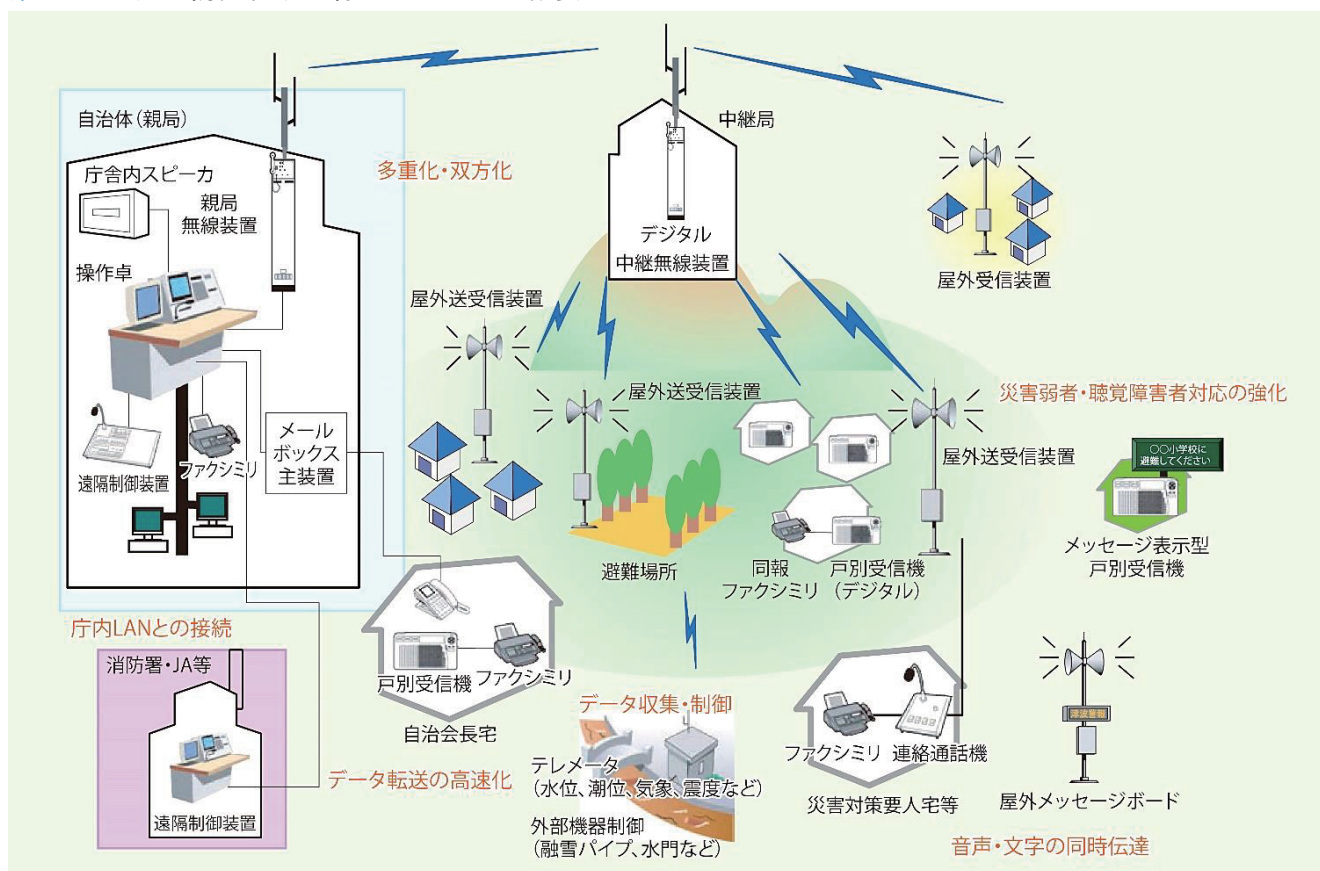 自治体（親局）
庁舎内スピーカ
親局
無線装置
操作卓
遠隔制御装置
ファクシミリ
メール
ボックス
主装置
多重化・双方化
中継局
デジタル
中継無線装置
屋外受信装置
屋外送受信装置
屋外送受信装置
避難場所
同報
ファクシミリ
戸別受信機
（デジタル）
屋外送受信装置
災害弱者・聴覚障害者対応の強化
〇〇小学校に
避難してください
メッセージ表示型
戸別受信機
庁内LANとの接続
消防署・JA等
遠隔制御装置
データ転送の高速化
戸別受信機
ファクシミリ
自治会長宅
データ収集・制御
テレメータ
（水位、潮位、気象、震度など）
外部機器制御
（融雪パイプ、水門など）
ファクシミリ
連絡通話機
災害対策要人宅等
屋外メッセージボード
音声・文字の同時伝達